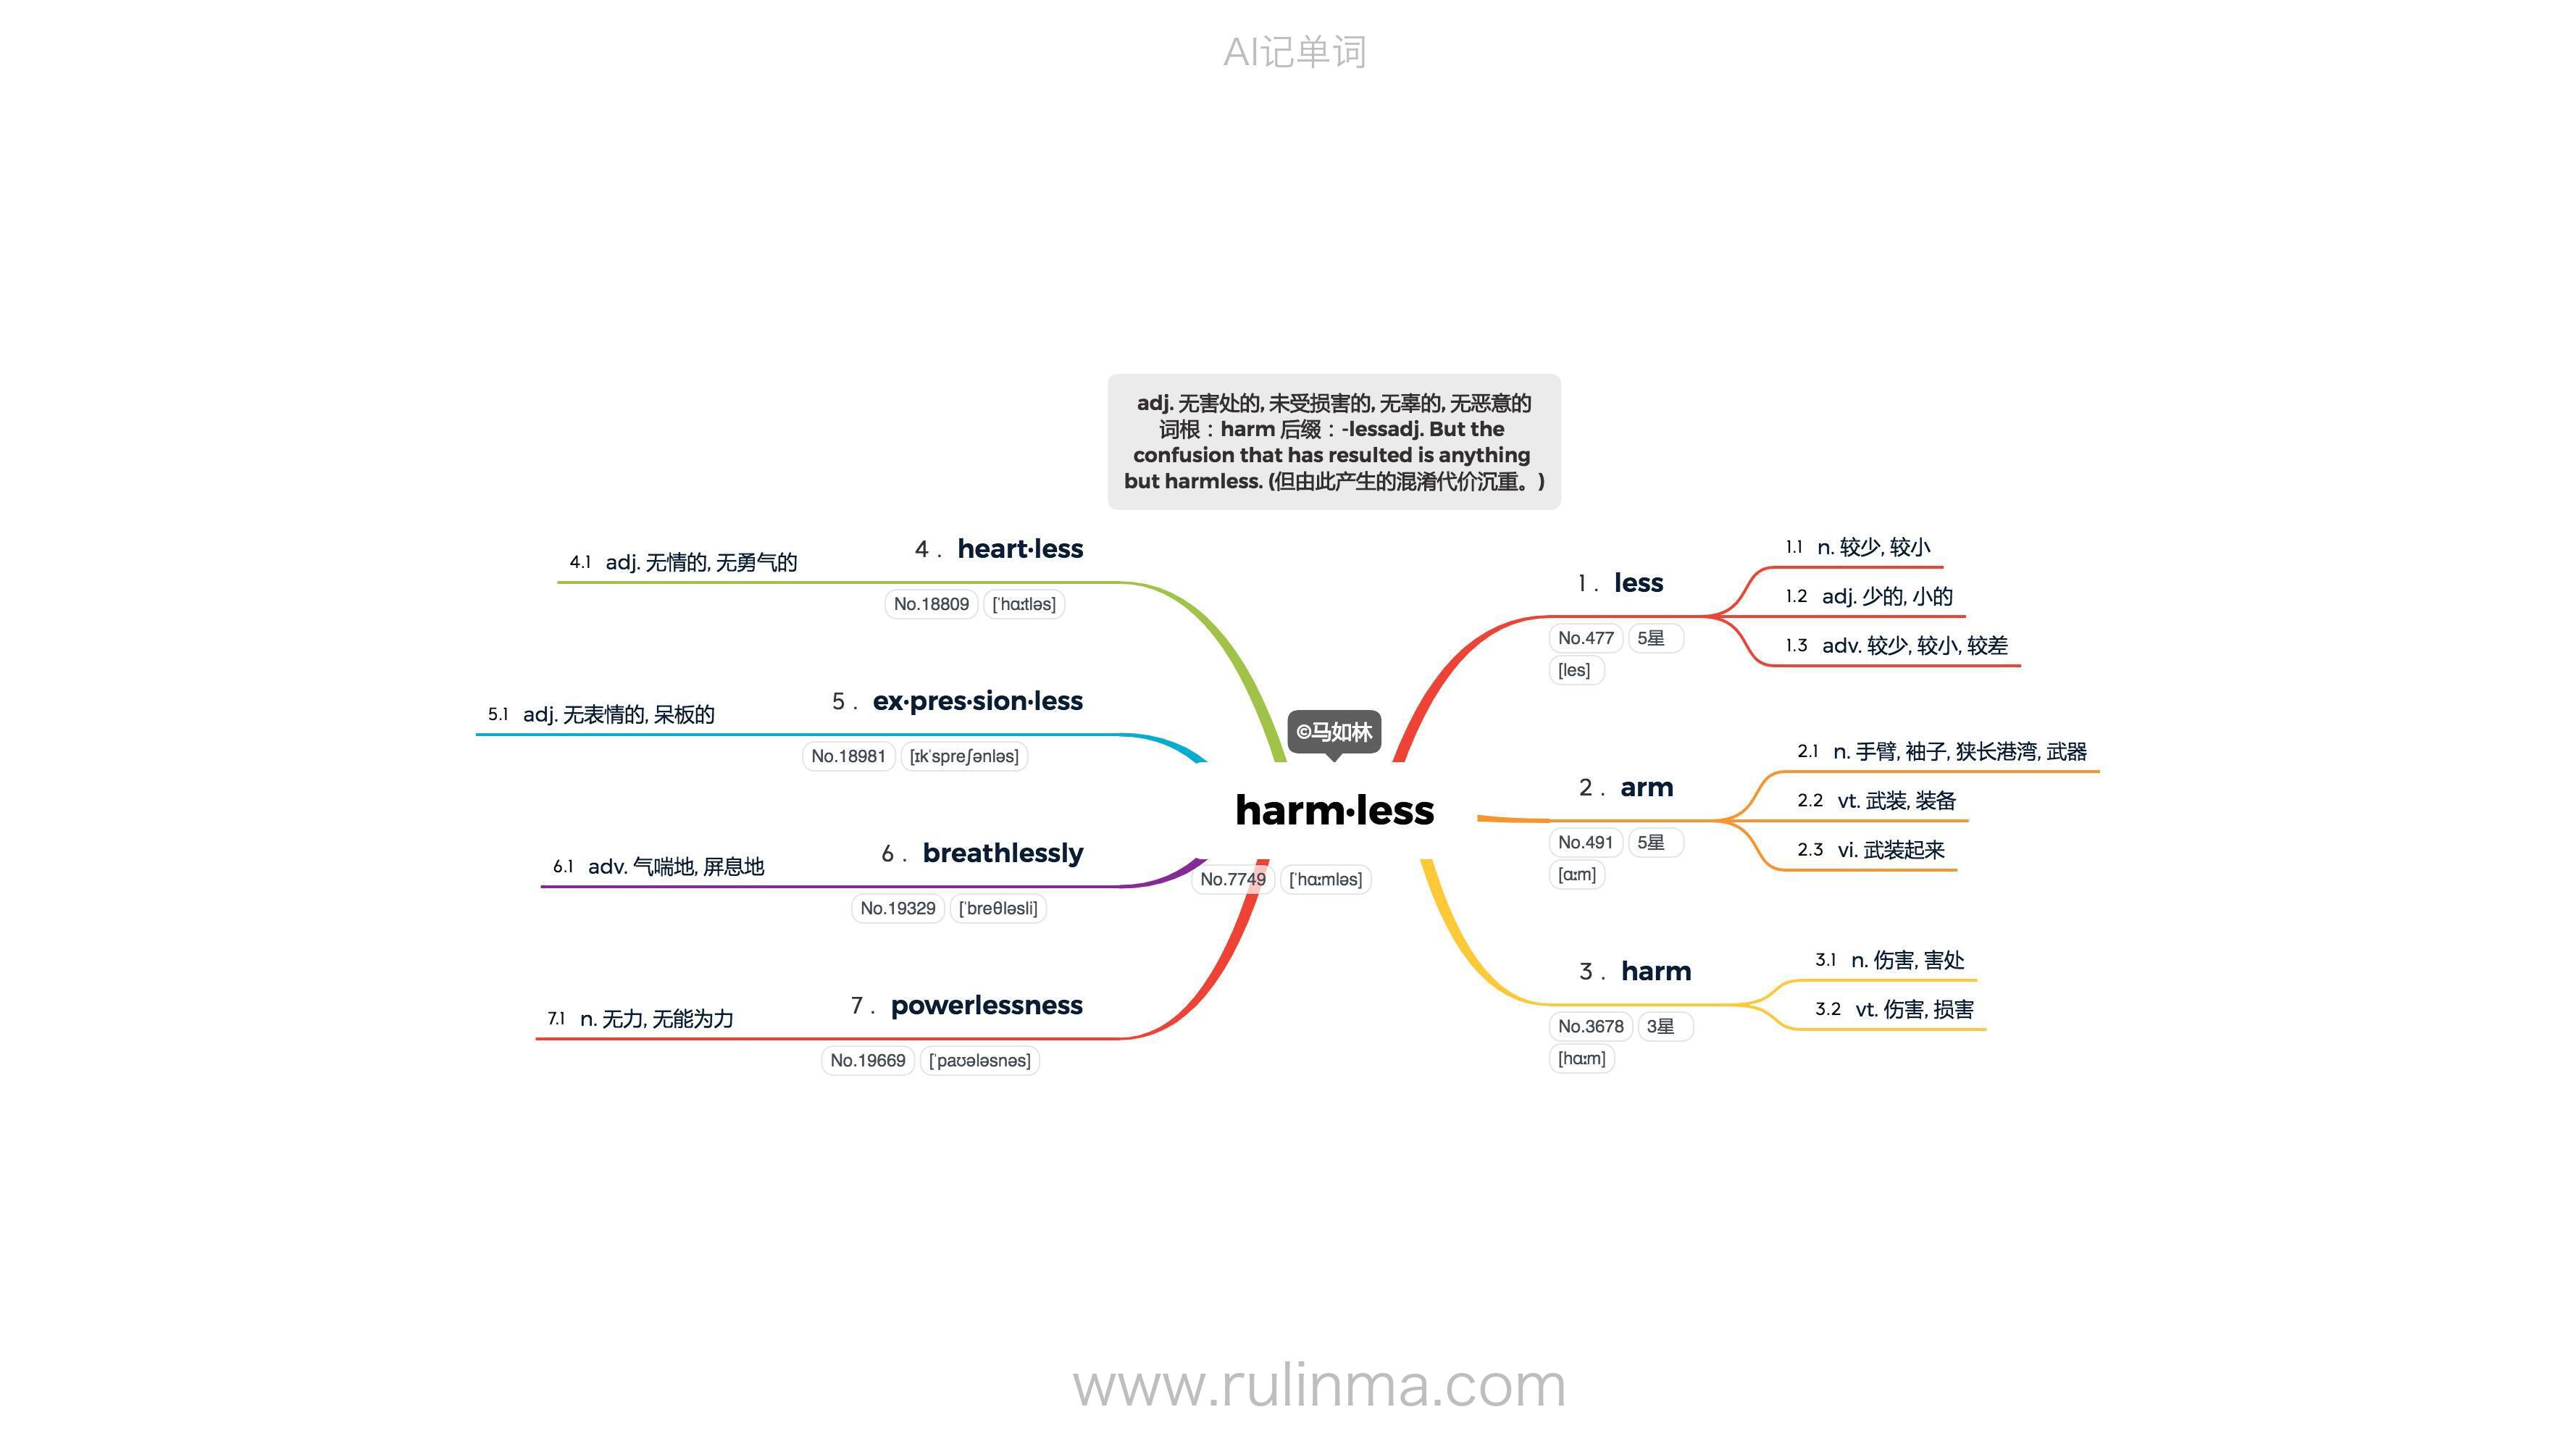 AI记单词
adj. 无害处的, 未受损害的, 无辜的, 无恶意的
词根：harm 后缀：-lessadj. But the
confusion that has resulted is anything
but harmless. (但由此产生的混淆代价沉重。)
©马如林
harm·less
No.7749 [ˈhɑːmləs]
1. less
No.477 5星
[les]
1.1 n. 较少, 较小
1.2 adj. 少的, 小的
1.3 adv. 较少, 较小, 较差
2. arm
No.491 5星
[ɑːm]
2.1 n. 手臂, 袖子, 狭长港湾, 武器
2.2 vt. 武装, 装备
2.3 vi. 武装起来
3. harm
No.3678 3星
[hɑːm]
3.1 n. 伤害, 害处
3.2 vt. 伤害, 损害
4. heart·less
No.18809 [ˈhɑːtləs]
4.1 adj. 无情的, 无勇气的
5. ex·pres·sion·less
No.18981 [ɪkˈspreʃənləs]
5.1 adj. 无表情的, 呆板的
6. breathlessly
No.19329 [ˈbreθləsli]
6.1 adv. 气喘地, 屏息地
7. powerlessness
No.19669 [ˈpaʊələsnəs]
7.1 n. 无力, 无能为力
www.rulinma.com